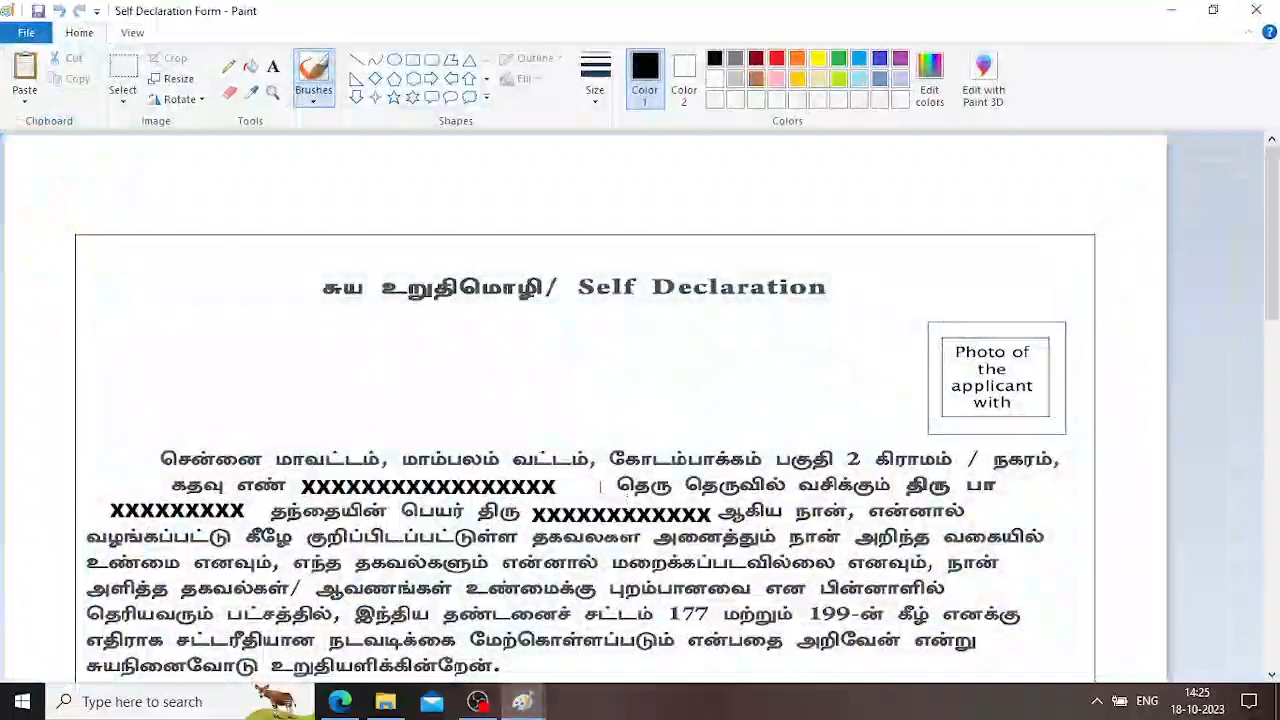 Self Declaration Form - Paint
File
Home
View
Paste
Cut
Copy
Clipboard
Select
Crop
Resize
Rotate
Image
A
Tools
Brushes
Shapes
Outline
Fill
Size
Color 1
Color 2
Colors
Edit colors
Edit with Paint 3D
சுய உறுதிமொழி/ Self Declaration
Photo of
the
applicant
with
சென்னை மாவட்டம், மாம்பலம் வட்டம், கோடம்பாக்கம் பகுதி 2 கிராமம் / நகரம்,
கதவு எண் XXXXXXXXXXXXXXXXX தெரு தெருவில் வசிக்கும் திரு பா
XXXXXXXXX தந்தையின் பெயர் திரு XXXXXXXXXXXX ஆகிய நான், என்னால்
வழங்கப்பட்டு கீழே குறிப்பிடப்பட்டுள்ள தகவல்கள் அனைத்தும் நான் அறிந்த வகையில்
உண்மை எனவும், எந்த தகவல்களும் என்னால் மறைக்கப்படவில்லை எனவும், நான்
அளித்த தகவல்கள்/ ஆவணங்கள் உண்மைக்கு புறம்பானவை என பின்னாளில்
தெரியவரும் பட்சத்தில், இந்திய தண்டனைச் சட்டம் 177 மற்றும் 199-ன் கீழ் எனக்கு
எதிராக சட்டரீதியான நடவடிக்கை மேற்கொள்ளப்படும் என்பதை அறிவேன் என்று
சுயநினைவோடு உறுதியளிக்கின்றேன்.
Type here to search
ENG
14:25
18-10-2023